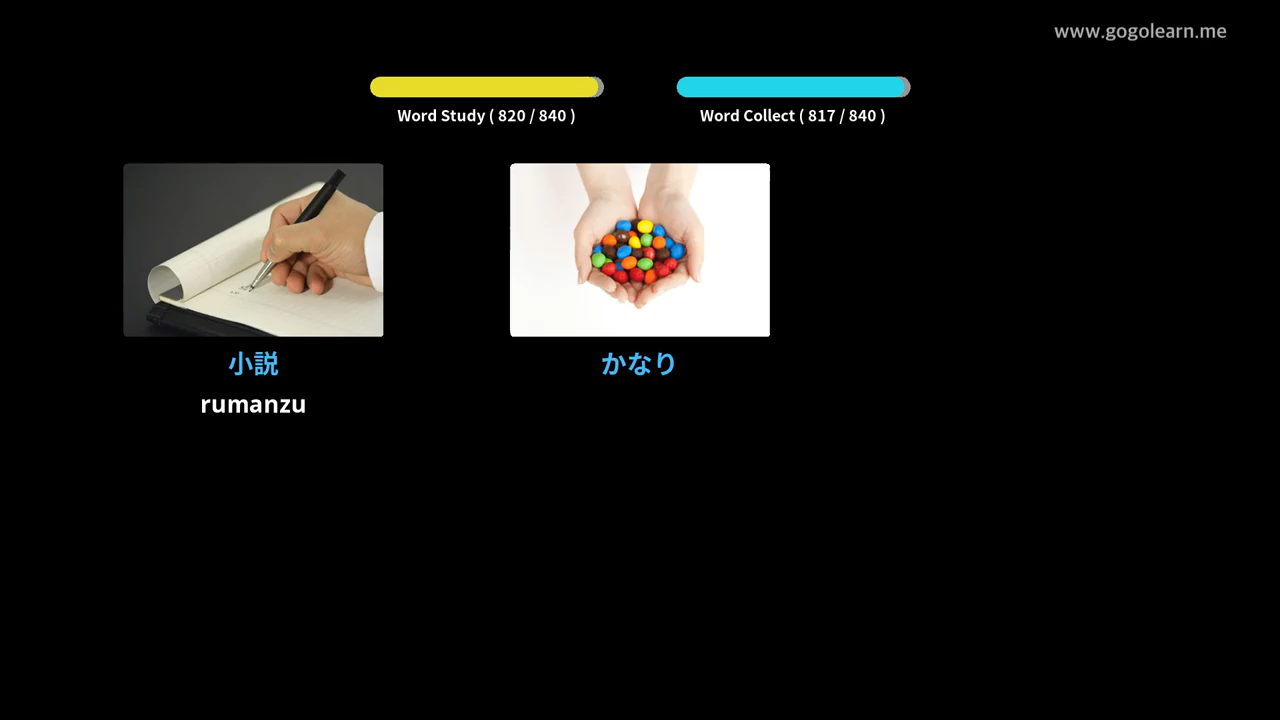 www.gogolearn.me
Word Study ( 820 / 840 )
Word Collect ( 817 / 840 )
小説
かなり
rumanzu